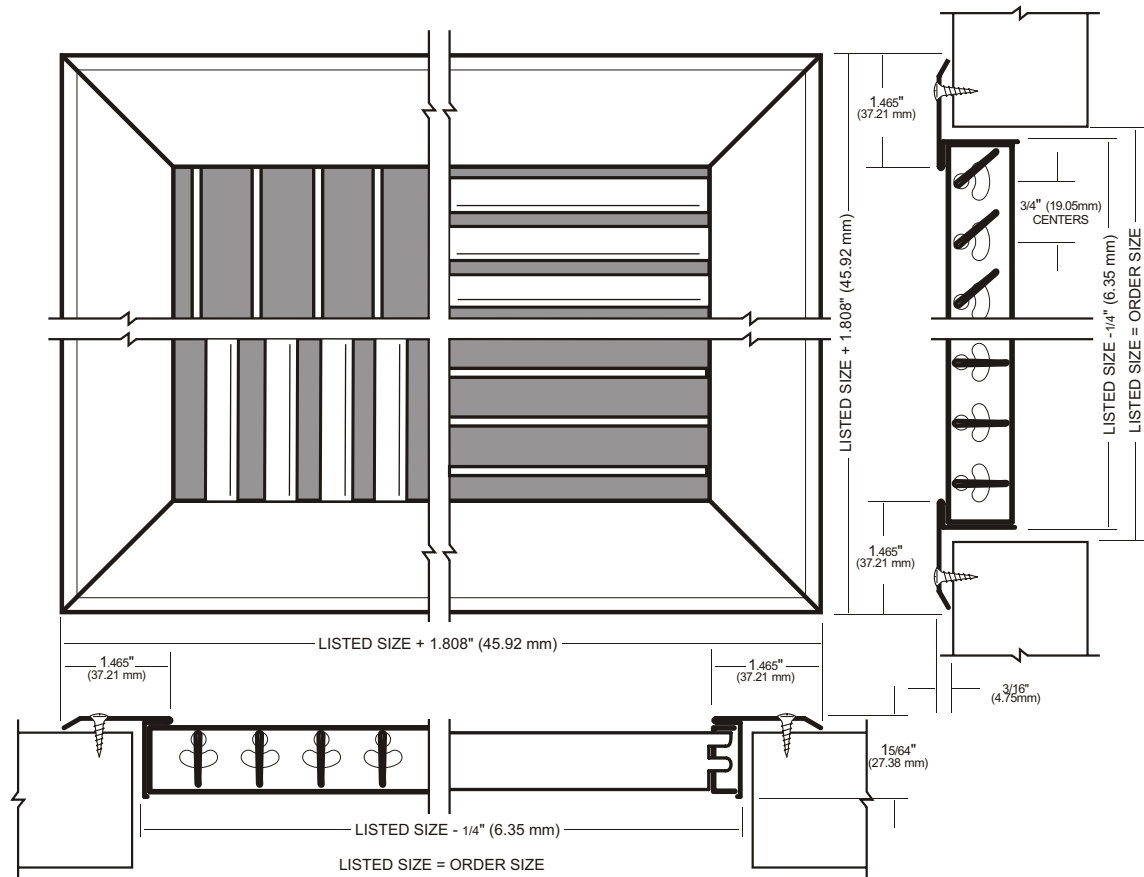 1.465"
(37.21 mm)
3/4" (19.05mm)
CENTERS
LISTED SIZE + 1.808" (45.92 mm)
LISTED SIZE -1/4" (6.35 mm)
LISTED SIZE = ORDER SIZE
1.465"
(37.21 mm)
LISTED SIZE + 1.808" (45.92 mm)
1.465"
(37.21 mm)
1.465"
(37.21 mm)
3/16"
(4.75mm)
15/64"
(27.38 mm)
LISTED SIZE - 1/4" (6.35 mm)
LISTED SIZE = ORDER SIZE